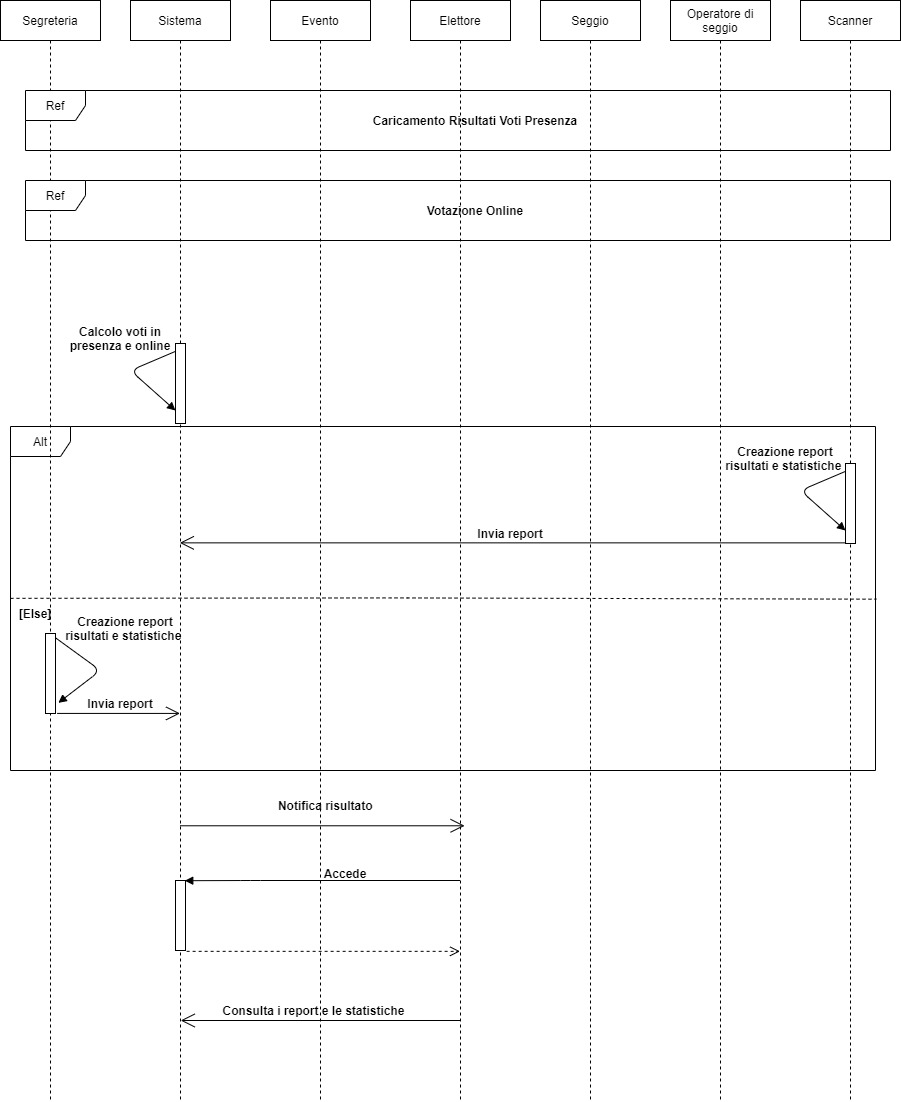 Segreteria
Sistema
Evento
Elettore
Seggio
Operatore di
seggio
Scanner
Ref
Caricamento Risultati Voti Presenza
Ref
Votazione Online
Calcolo voti in
presenza e online
Alt
Creazione report
risultati e statistiche
Invia report
[Else]
Creazione report
risultati e statistiche
Invia report
Notifica risultato
Accede
Consulta i report e le statistiche